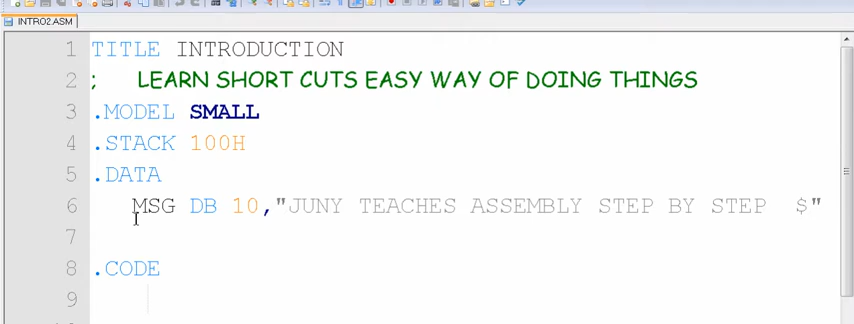 INTRO2.ASM
1 TITLE INTRODUCTION
2 ; LEARN SHORT CUTS EASY WAY OF DOING THINGS
3 .MODEL SMALL
4 .STACK 100H
5 .DATA
6 MSG DB 10,"JUNY TEACHES ASSEMBLY STEP BY STEP $"
7
8 .CODE
9